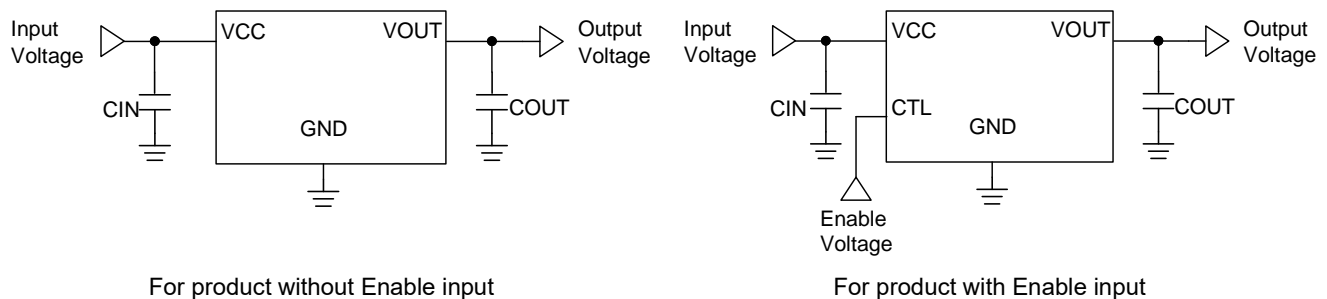 Input
Voltage
VCC
VOUT
Output
Voltage
CIN
COUT
GND
For product without Enable input
Input
Voltage
VCC
VOUT
Output
Voltage
CIN
CTL
COUT
GND
Enable
Voltage
For product with Enable input